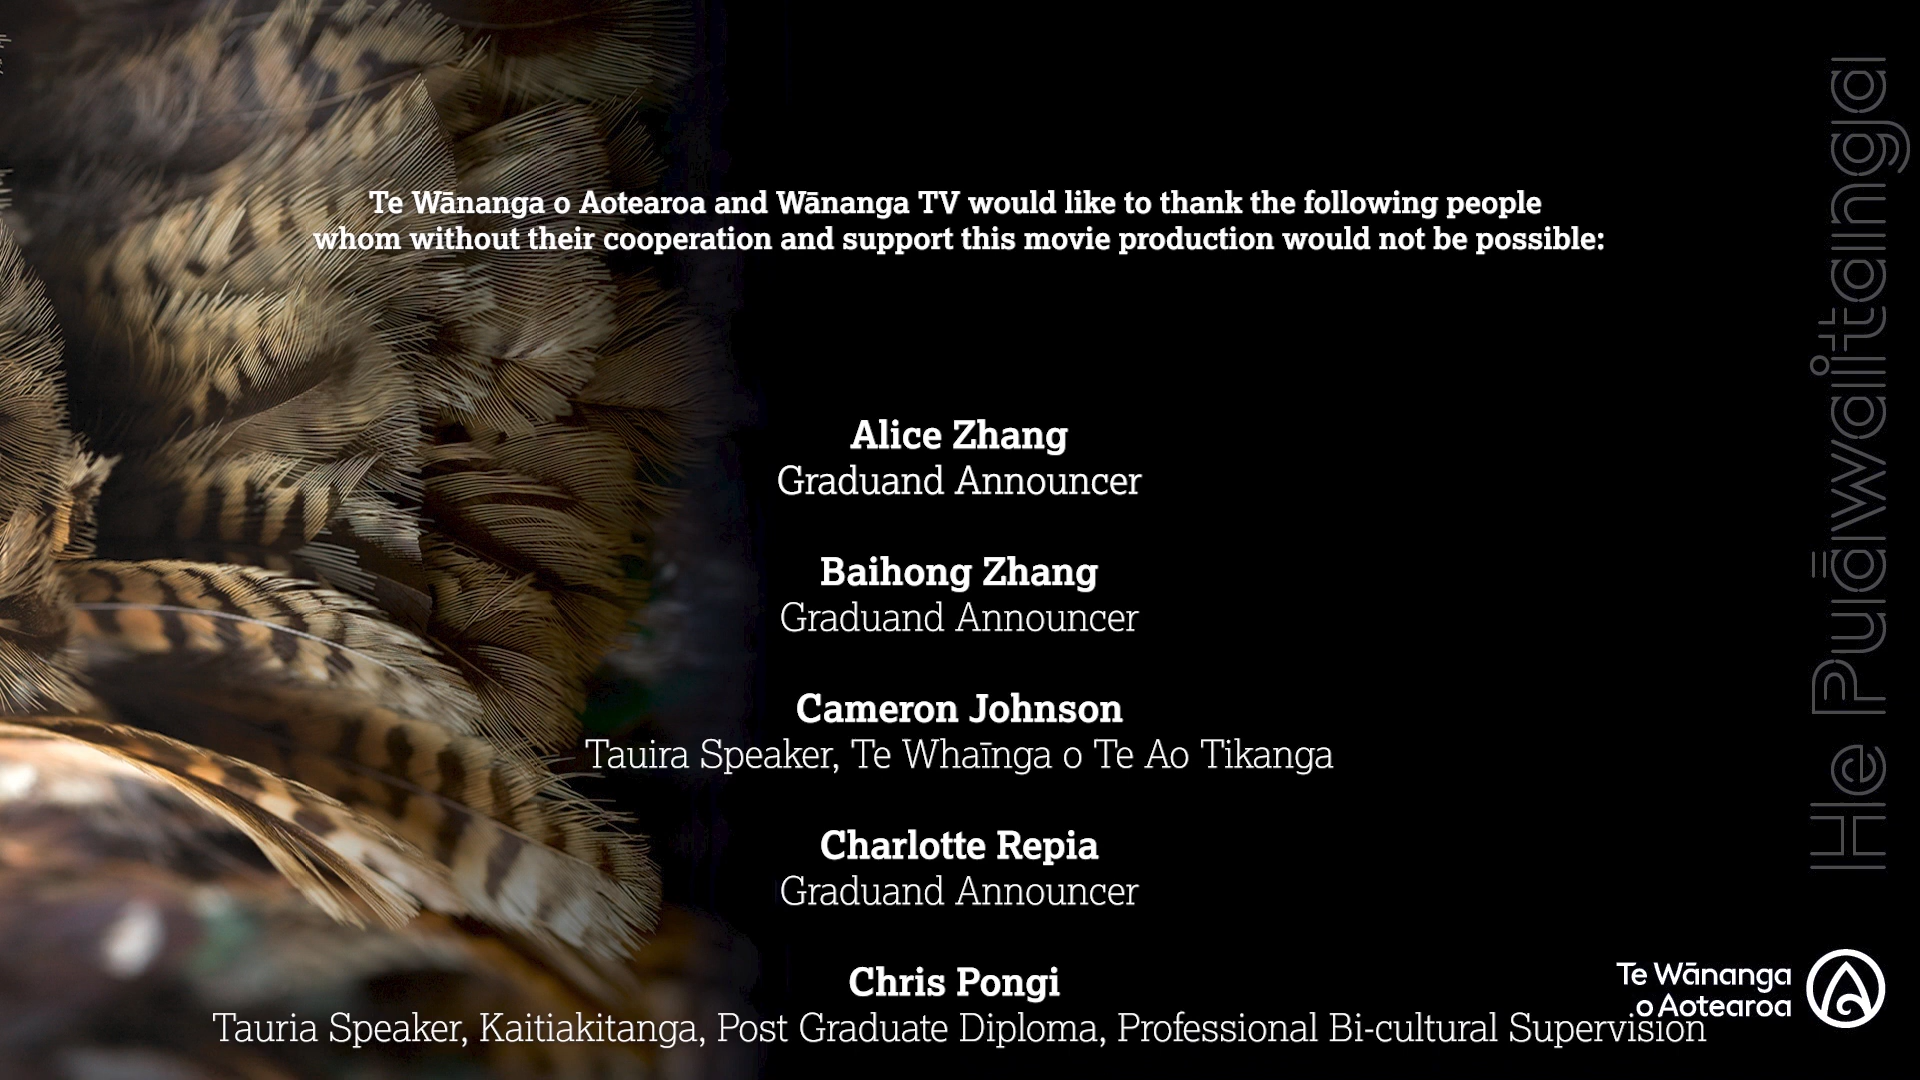 Te Wānanga o Aotearoa and Wānanga TV would like to thank the following people
whom without their cooperation and support this movie production would not be possible:
Alice Zhang
Graduand Announcer
Baihong Zhang
Graduand Announcer
Cameron Johnson
Tauira Speaker, Te Whaīnga o Te Ao Tikanga
Charlotte Repia
Graduand Announcer
Chris Pongi
Tauria Speaker, Kaitiakitanga, Post Graduate Diploma, Professional Bi-cultural Supervision
He Puāwaitanga
Te Wānanga
o Aotearoa